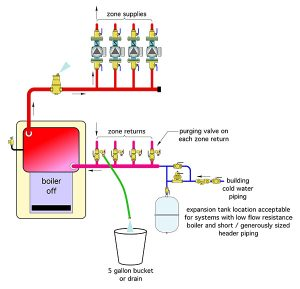 zone supplies
zone returns
purging valve on
each zone return
boiler
off
building
cold water
piping
expansion tank location acceptable
for systems with low flow resistance
boiler and short / generously sized
header piping
5 gallon bucket
or drain